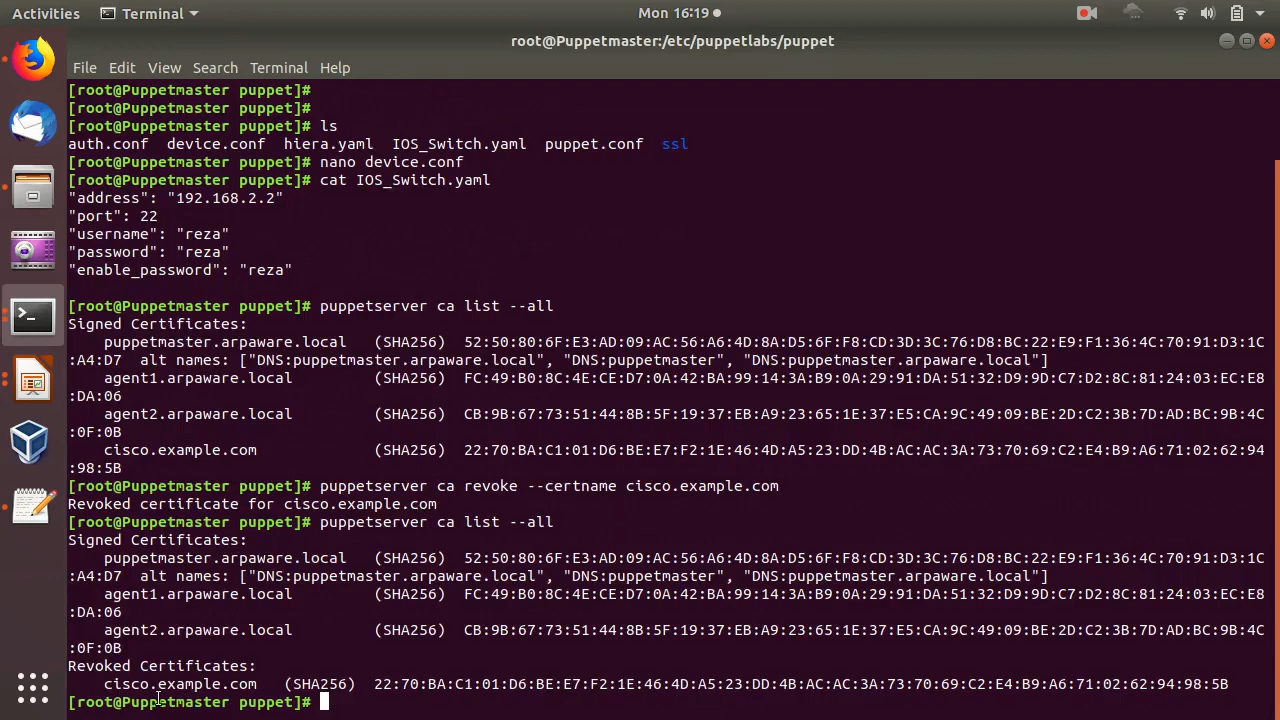 Activities
Terminal
Mon 16:19
root@Puppetmaster:/etc/puppetlabs/puppet
File Edit View Search Terminal Help
[root@Puppetmaster puppet]#
[root@Puppetmaster puppet]#
[root@Puppetmaster puppet]# ls
auth.conf  device.conf  hiera.yaml  IOS_Switch.yaml  puppet.conf  ssl
[root@Puppetmaster puppet]# nano device.conf
[root@Puppetmaster puppet]# cat IOS_Switch.yaml
"address": "192.168.2.2"
"port": 22
"username": "reza"
"password": "reza"
"enable_password": "reza"
[root@Puppetmaster puppet]# puppetserver ca list --all
Signed Certificates:
    puppetmaster.arpaware.local   (SHA256)  52:50:80:6F:E3:AD:09:AC:56:A6:4D:8A:D5:6F:F8:CD:3D:3C:76:D8:BC:22:E9:F1:36:4C:70:91:D3:1C
:A4:D7  alt names: ["DNS:puppetmaster.arpaware.local", "DNS:puppetmaster", "DNS:puppetmaster.arpaware.local"]
    agent1.arpaware.local         (SHA256)  FC:49:B0:8C:4E:CE:D7:0A:42:BA:99:14:3A:B9:0A:29:91:DA:51:32:D9:9D:C7:D2:8C:81:24:03:EC:E8
:DA:06
    agent2.arpaware.local         (SHA256)  CB:9B:67:73:51:44:8B:5F:19:37:EB:A9:23:65:1E:37:E5:CA:9C:49:09:BE:2D:C2:3B:7D:AD:BC:9B:4C
:0F:0B
    cisco.example.com             (SHA256)  22:70:BA:C1:01:D6:BE:E7:F2:1E:46:4D:A5:23:DD:4B:AC:AC:3A:73:70:69:C2:E4:B9:A6:71:02:62:94
:98:5B
[root@Puppetmaster puppet]# puppetserver ca revoke --certname cisco.example.com
Revoked certificate for cisco.example.com
[root@Puppetmaster puppet]# puppetserver ca list --all
Signed Certificates:
    puppetmaster.arpaware.local   (SHA256)  52:50:80:6F:E3:AD:09:AC:56:A6:4D:8A:D5:6F:F8:CD:3D:3C:76:D8:BC:22:E9:F1:36:4C:70:91:D3:1C
:A4:D7  alt names: ["DNS:puppetmaster.arpaware.local", "DNS:puppetmaster", "DNS:puppetmaster.arpaware.local"]
    agent1.arpaware.local         (SHA256)  FC:49:B0:8C:4E:CE:D7:0A:42:BA:99:14:3A:B9:0A:29:91:DA:51:32:D9:9D:C7:D2:8C:81:24:03:EC:E8
:DA:06
    agent2.arpaware.local         (SHA256)  CB:9B:67:73:51:44:8B:5F:19:37:EB:A9:23:65:1E:37:E5:CA:9C:49:09:BE:2D:C2:3B:7D:AD:BC:9B:4C
:0F:0B
Revoked Certificates:
    cisco.example.com   (SHA256)  22:70:BA:C1:01:D6:BE:E7:F2:1E:46:4D:A5:23:DD:4B:AC:AC:3A:73:70:69:C2:E4:B9:A6:71:02:62:94:98:5B
[root@Puppetmaster puppet]#